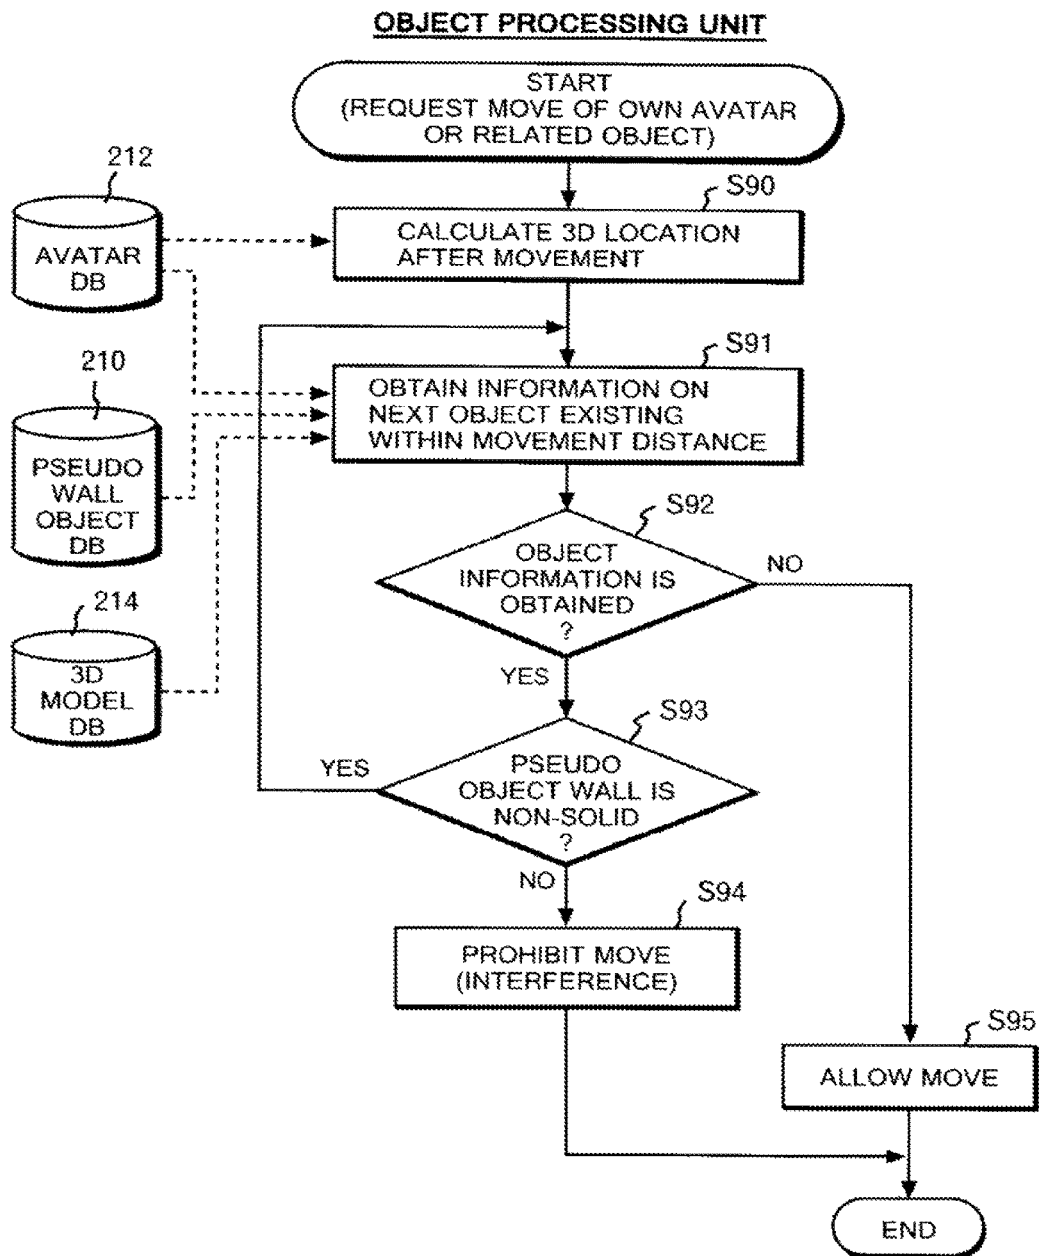 OBJECT PROCESSING UNIT
START
(REQUEST MOVE OF OWN AVATAR
OR RELATED OBJECT)
212
AVATAR
DB
S90
CALCULATE 3D LOCATION
AFTER MOVEMENT
S91
OBTAIN INFORMATION ON
NEXT OBJECT EXISTING
WITHIN MOVEMENT DISTANCE
210
PSEUDO
WALL
OBJECT
DB
S92
OBJECT
INFORMATION IS
OBTAINED
?
NO
YES
214
3D
MODEL
DB
S93
PSEUDO
OBJECT WALL IS
NON-SOLID
?
YES
NO
S94
PROHIBIT MOVE
(INTERFERENCE)
S95
ALLOW MOVE
END